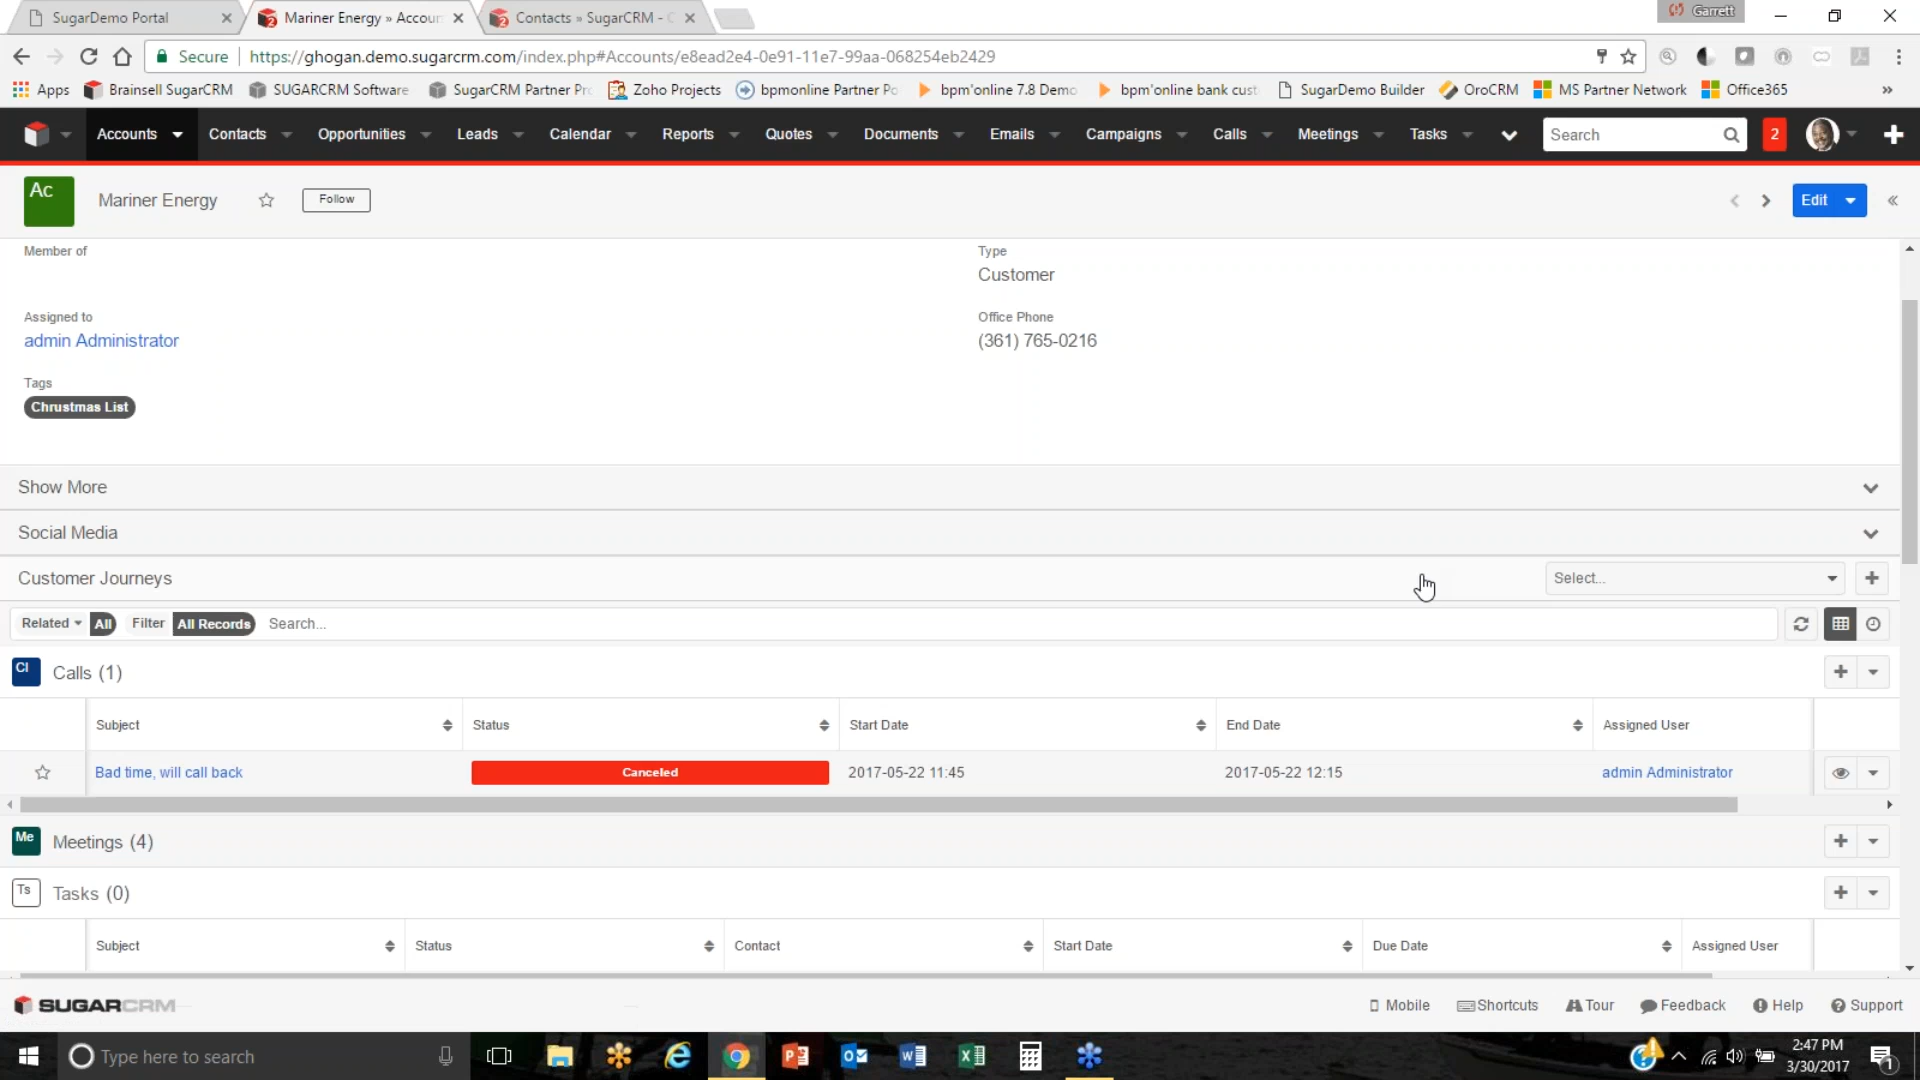 SugarDemo Portal
Mariner Energy » Accoun
Contacts » SugarCRM - C
Garrett
Secure https://ghogan.demo.sugarcrm.com/index.php#Accounts/e8ead2e4-0e91-11e7-99aa-068254eb2429
Apps Brainsell SugarCRM SUGARCRM Software SugarCRM Partner Pr Zoho Projects bpmonline Partner Po bpm'online 7.8 Demo bpm'online bank cust SugarDemo Builder OroCRM MS Partner Network Office365 »
Accounts Contacts Opportunities Leads Calendar Reports Quotes Documents Emails Campaigns Calls Meetings Tasks Search 2
Ac Mariner Energy Follow Edit
Member of Type
Customer
Assigned to Office Phone
admin Administrator (361) 765-0216
Tags
Chrustmas List
Show More
Social Media
Customer Journeys Select...
Related All Filter All Records Search...
Cl Calls (1)
Subject Status Start Date End Date Assigned User
Bad time, will call back Canceled 2017-05-22 11:45 2017-05-22 12:15 admin Administrator
Me Meetings (4)
Ts Tasks (0)
Subject Status Contact Start Date Due Date Assigned User
SUGARCRM Mobile Shortcuts Tour Feedback Help Support
Type here to search
2:47 PM
3/30/2017
1